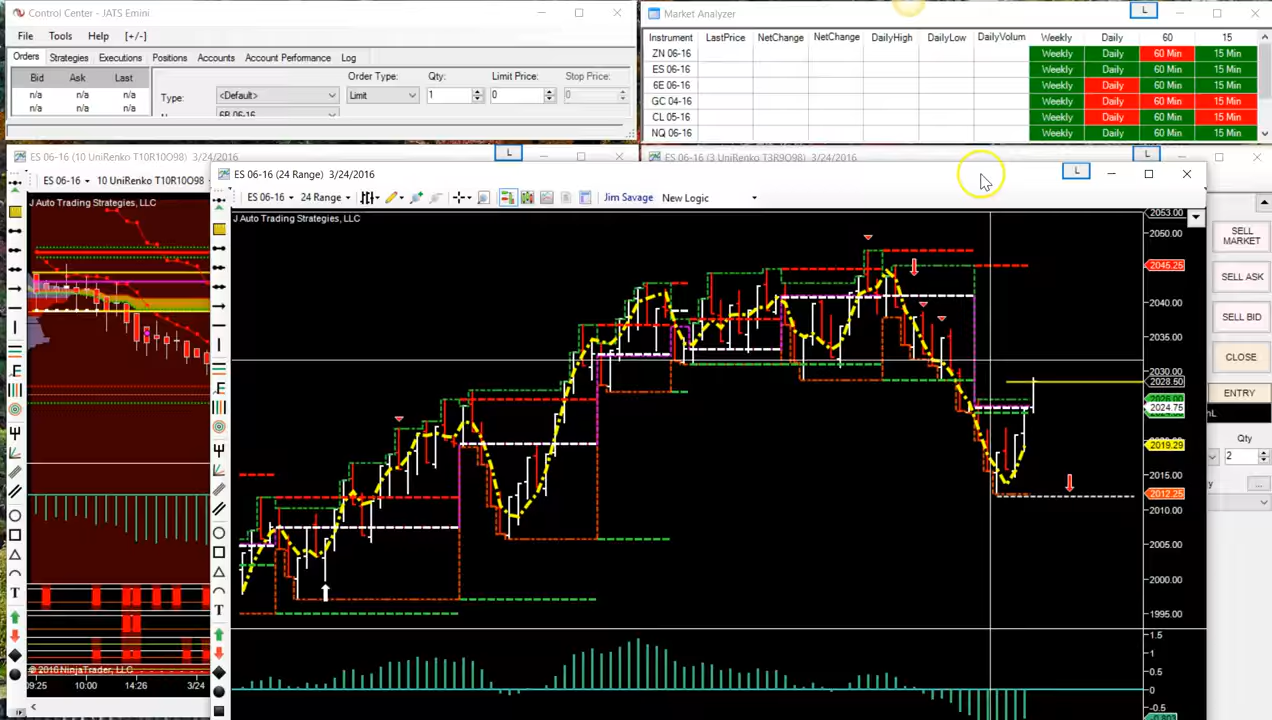 Control Center - JATS Emini
File Tools Help [+/-]
Orders Strategies Executions Positions Accounts Account Performance Log
Bid Ask Last
n/a n/a n/a
n/a n/a n/a
Order Type: Qty: Limit Price: Stop Price:
Type: <Default> Limit 1 0 0
6B 06-16
Market Analyzer
L
Instrument LastPrice NetChange NetChange DailyHigh DailyLow DailyVolum Weekly Daily 60 15
ZN 06-16 Weekly Daily 60 Min 15 Min
ES 06-16 Weekly Daily 60 Min 15 Min
6E 06-16 Weekly Daily 60 Min 15 Min
GC 04-16 Weekly Daily 60 Min 15 Min
CL 05-16 Weekly Daily 60 Min 15 Min
NQ 06-16 Weekly Daily 60 Min 15 Min
ES 06-16 (10 UniRenko T10R10O98) 3/24/2016
L
ES 06-16 (3 UniRenko T3R9O98) 3/24/2016
L
ES 06-16 10 UniRenko T10R10O98
J Auto Trading Strategies, LLC
ES 06-16 (24 Range) 3/24/2016
L
ES 06-16 24 Range Jim Savage New Logic
J Auto Trading Strategies, LLC
2053.00
2050.00
2045.25
2040.00
2035.00
2030.00
2028.50
2026.00
2024.75
2019.29
2015.00
2012.25
2010.00
2005.00
2000.00
1995.00
1.5
1
0.5
0
-0.5
-0.803
SELL MARKET
SELL ASK
SELL BID
CLOSE
ENTRY
Qty
2
F
T
F
T
© 2016 NinjaTrader, LLC
09:25 10:00 14:26 3/24